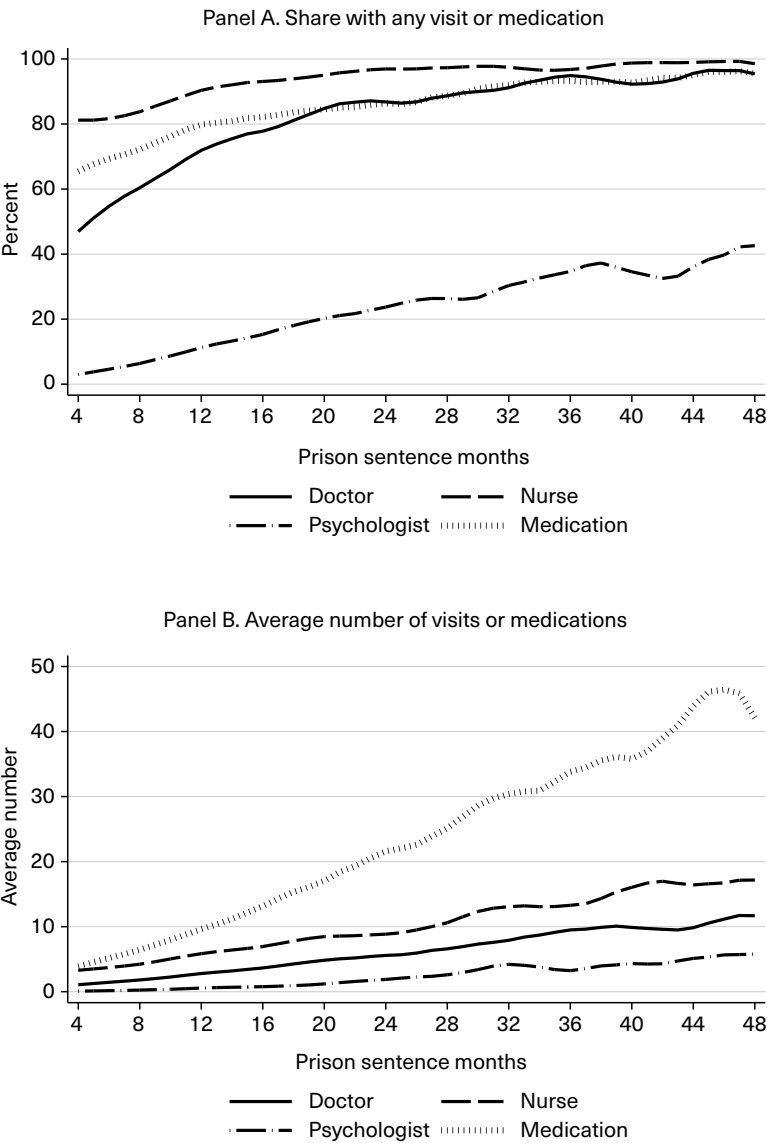 Panel A. Share with any visit or medication
Percent
100
80
60
40
20
0
4 8 12 16 20 24 28 32 36 40 44 48
Prison sentence months
Doctor Nurse
Psychologist Medication
Panel B. Average number of visits or medications
Average number
50
40
30
20
10
0
4 8 12 16 20 24 28 32 36 40 44 48
Prison sentence months
Doctor Nurse
Psychologist Medication